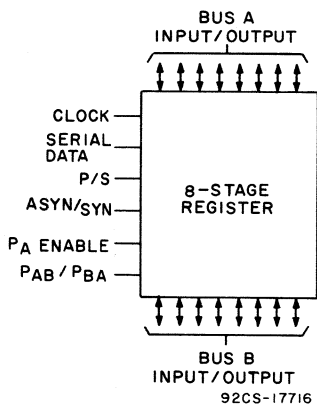 BUS A
INPUT/OUTPUT
CLOCK
SERIAL
DATA
P/S
ASYN/SYN
PA ENABLE
PAB / PBA
8-STAGE
REGISTER
BUS B
INPUT/OUTPUT
92CS-17716